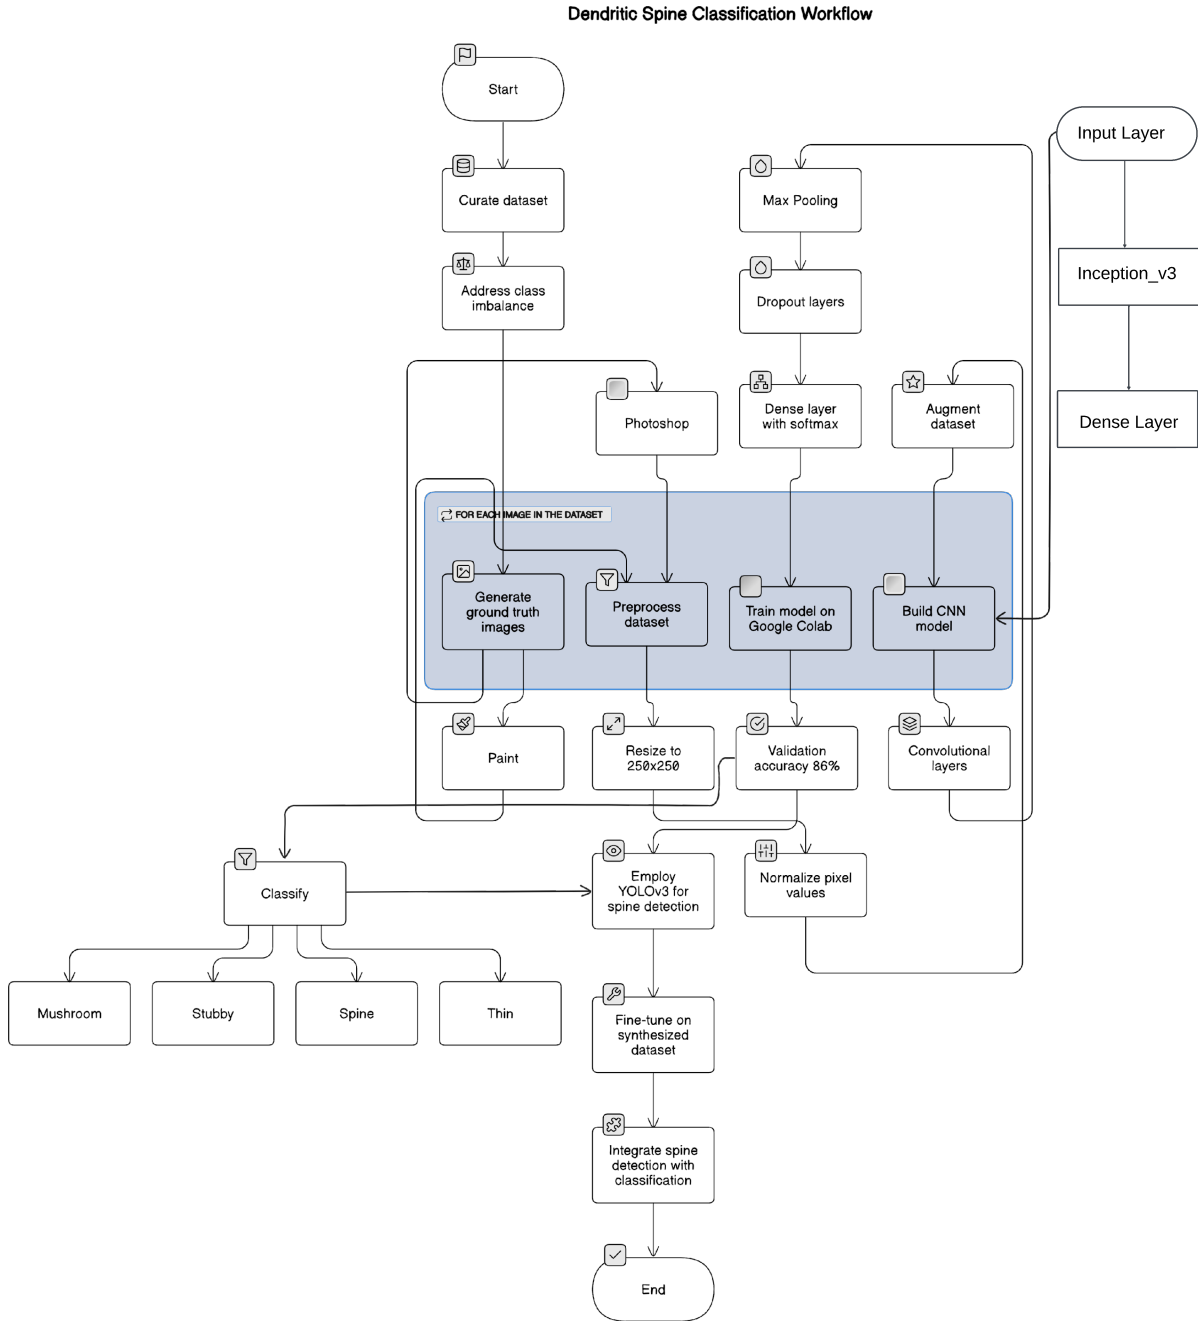 Dendritic Spine Classification Workflow
Start
Input Layer
Curate dataset
Max Pooling
Address class
imbalance
Dropout layers
Inception_v3
Photoshop
Dense layer
with softmax
Augment
dataset
Dense Layer
FOR EACH IMAGE IN THE DATASET
Generate
ground truth
images
Preprocess
dataset
Train model on
Google Colab
Build CNN
model
Paint
Resize to
250x250
Validation
accuracy 86%
Convolutional
layers
Classify
Employ
YOLOv3 for
spine detection
Normalize pixel
values
Mushroom
Stubby
Spine
Thin
Fine-tune on
synthesized
dataset
Integrate spine
detection with
classification
End